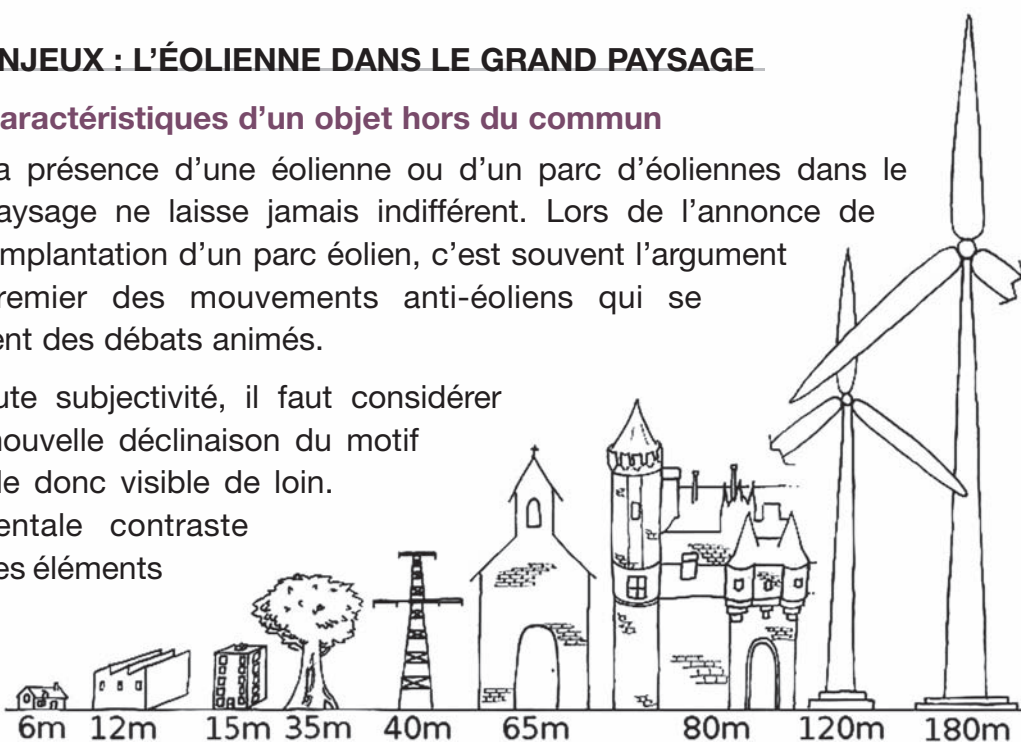 NJEUX : L’ÉOLIENNE DANS LE GRAND PAYSAGE
aractéristiques d’un objet hors du commun
a présence d’une éolienne ou d’un parc d’éoliennes dans le
aysage ne laisse jamais indifférent. Lors de l’annonce de
implantation d’un parc éolien, c’est souvent l’argument
remier des mouvements anti-éoliens qui se
ent des débats animés.
ute subjectivité, il faut considérer
nouvelle déclinaison du motif
le donc visible de loin.
entale contraste
es éléments
6m 12m 15m 35m 40m 65m 80m 120m 180m